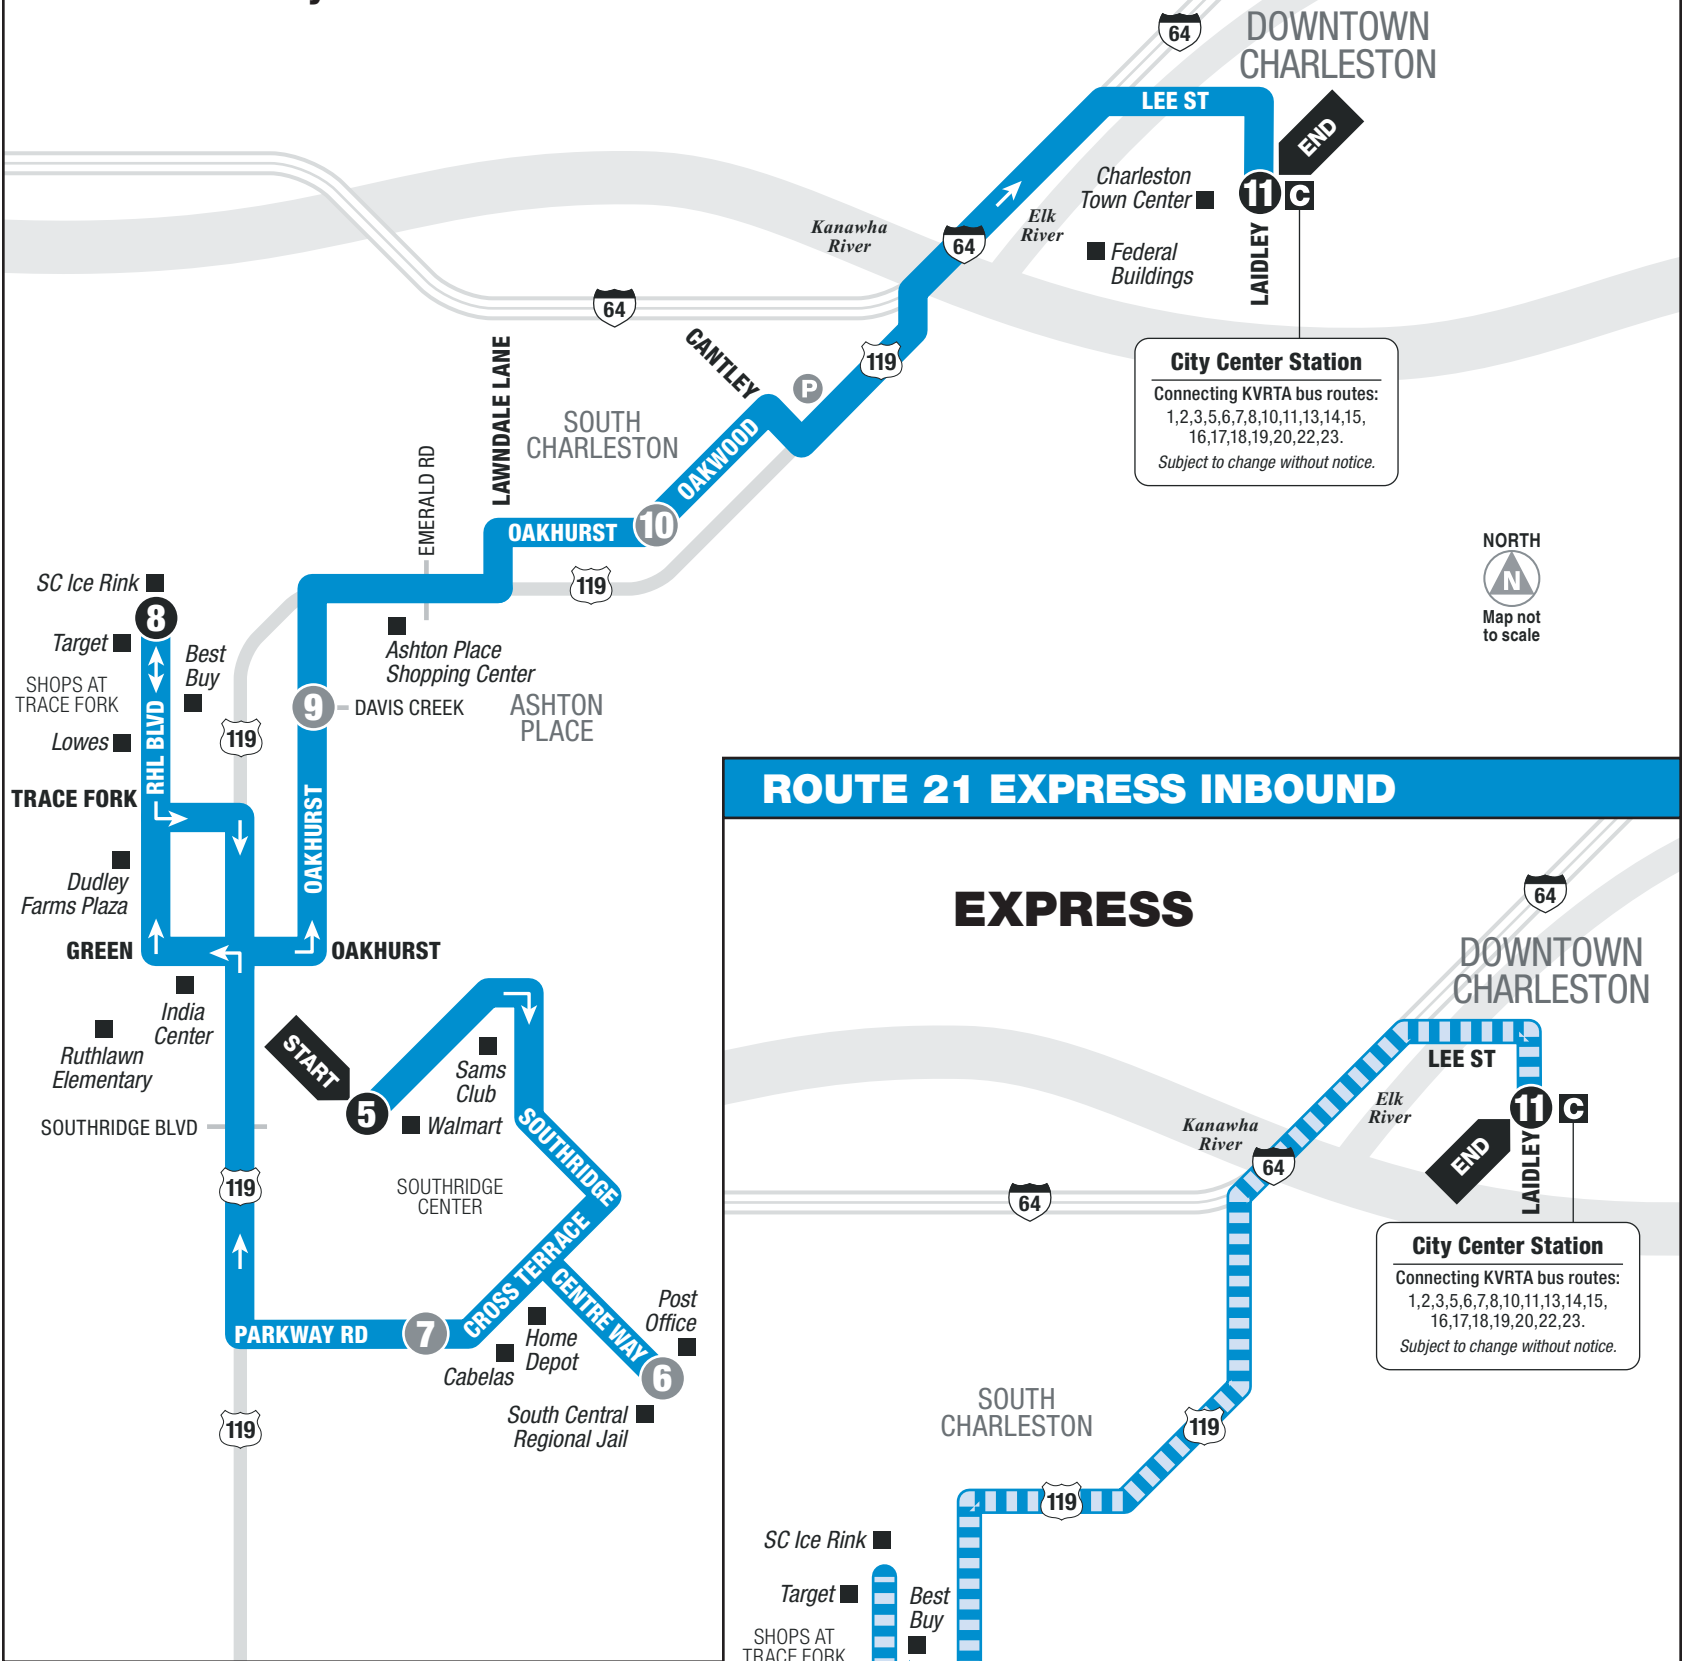 64
DOWNTOWN
CHARLESTON
LEE ST
END
Charleston
Town Center
11
C
Elk
River
Kanawha
River
64
Federal
Buildings
LAIDLEY
64
CANTLEY
LAWNDALE LANE
119
P
City Center Station
Connecting KVRTA bus routes:
1,2,3,5,6,7,8,10,11,13,14,15,
16,17,18,19,20,22,23.
Subject to change without notice.
SOUTH
CHARLESTON
OAKWOOD
EMERALD RD
OAKHURST
10
119
NORTH
N
Map not
to scale
SC Ice Rink
8
Target
Best
Buy
SHOPS AT
TRACE FORK
Ashton Place
Shopping Center
9
DAVIS CREEK
ASHTON
PLACE
RHL BLVD
119
Lowes
TRACE FORK
OAKHURST
Dudley
Farms Plaza
GREEN
OAKHURST
India
Center
Ruthlawn
Elementary
START
5
Sams
Club
Walmart
SOUTHRIDGE BLVD
SOUTHRIDGE
119
SOUTHRIDGE
CENTER
CROSS TERRACE
CENTRE WAY
PARKWAY RD
7
Home
Depot
Cabelas
Post
Office
6
South Central
Regional Jail
119
ROUTE 21 EXPRESS INBOUND
EXPRESS
64
DOWNTOWN
CHARLESTON
LEE ST
Elk
River
11
C
Kanawha
River
64
END
LAIDLEY
64
City Center Station
Connecting KVRTA bus routes:
1,2,3,5,6,7,8,10,11,13,14,15,
16,17,18,19,20,22,23.
Subject to change without notice.
SOUTH
CHARLESTON
119
119
SC Ice Rink
Target
Best
Buy
SHOPS AT
TRACE FORK